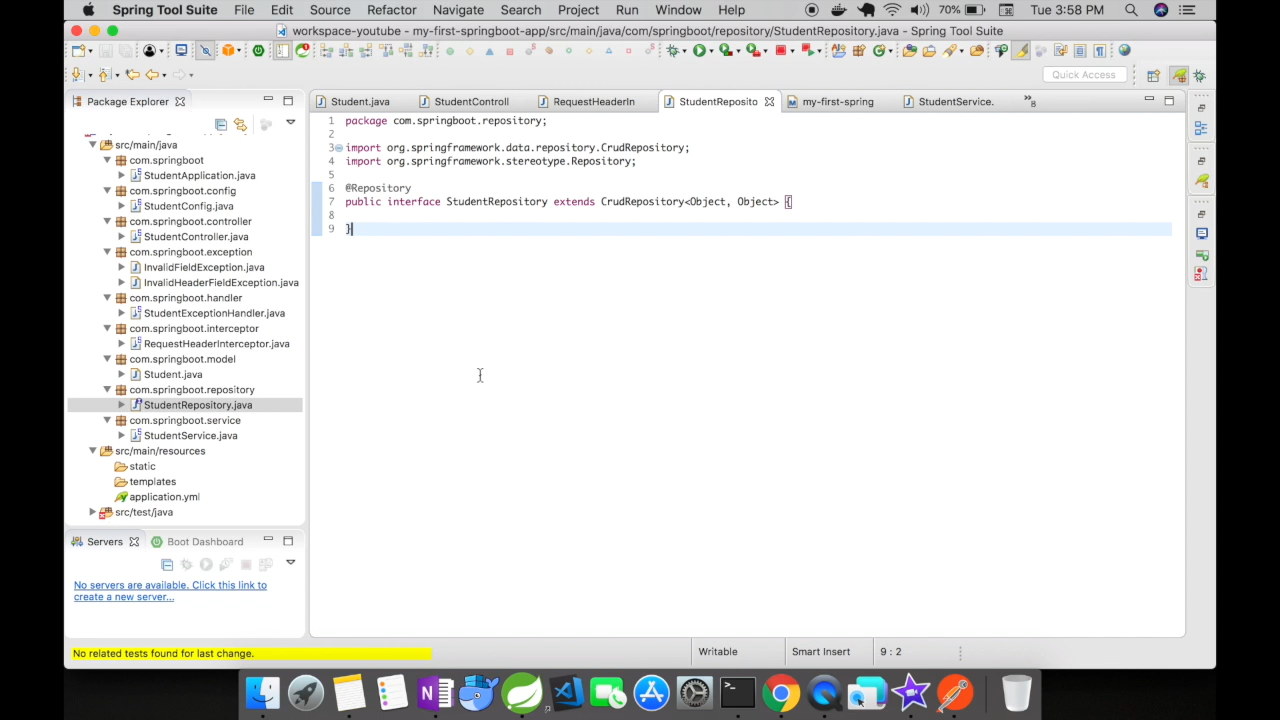 Spring Tool Suite File Edit Source Refactor Navigate Search Project Run Window Help 70% Tue 3:58 PM
workspace-youtube - my-first-springboot-app/src/main/java/com/springboot/repository/StudentRepository.java - Spring Tool Suite
Quick Access
Package Explorer
Student.java StudentControll RequestHeaderIn StudentReposito my-first-spring StudentService. »8
src/main/java
com.springboot
StudentApplication.java
com.springboot.config
StudentConfig.java
com.springboot.controller
StudentController.java
com.springboot.exception
InvalidFieldException.java
InvalidHeaderFieldException.java
com.springboot.handler
StudentExceptionHandler.java
com.springboot.interceptor
RequestHeaderInterceptor.java
com.springboot.model
Student.java
com.springboot.repository
StudentRepository.java
com.springboot.service
StudentService.java
src/main/resources
static
templates
application.yml
src/test/java
1 package com.springboot.repository;
2
3 import org.springframework.data.repository.CrudRepository;
4 import org.springframework.stereotype.Repository;
5
6 @Repository
7 public interface StudentRepository extends CrudRepository<Object, Object> {
8
9 }
Servers Boot Dashboard
No servers are available. Click this link to
create a new server...
No related tests found for last change.
Writable Smart Insert 9 : 2